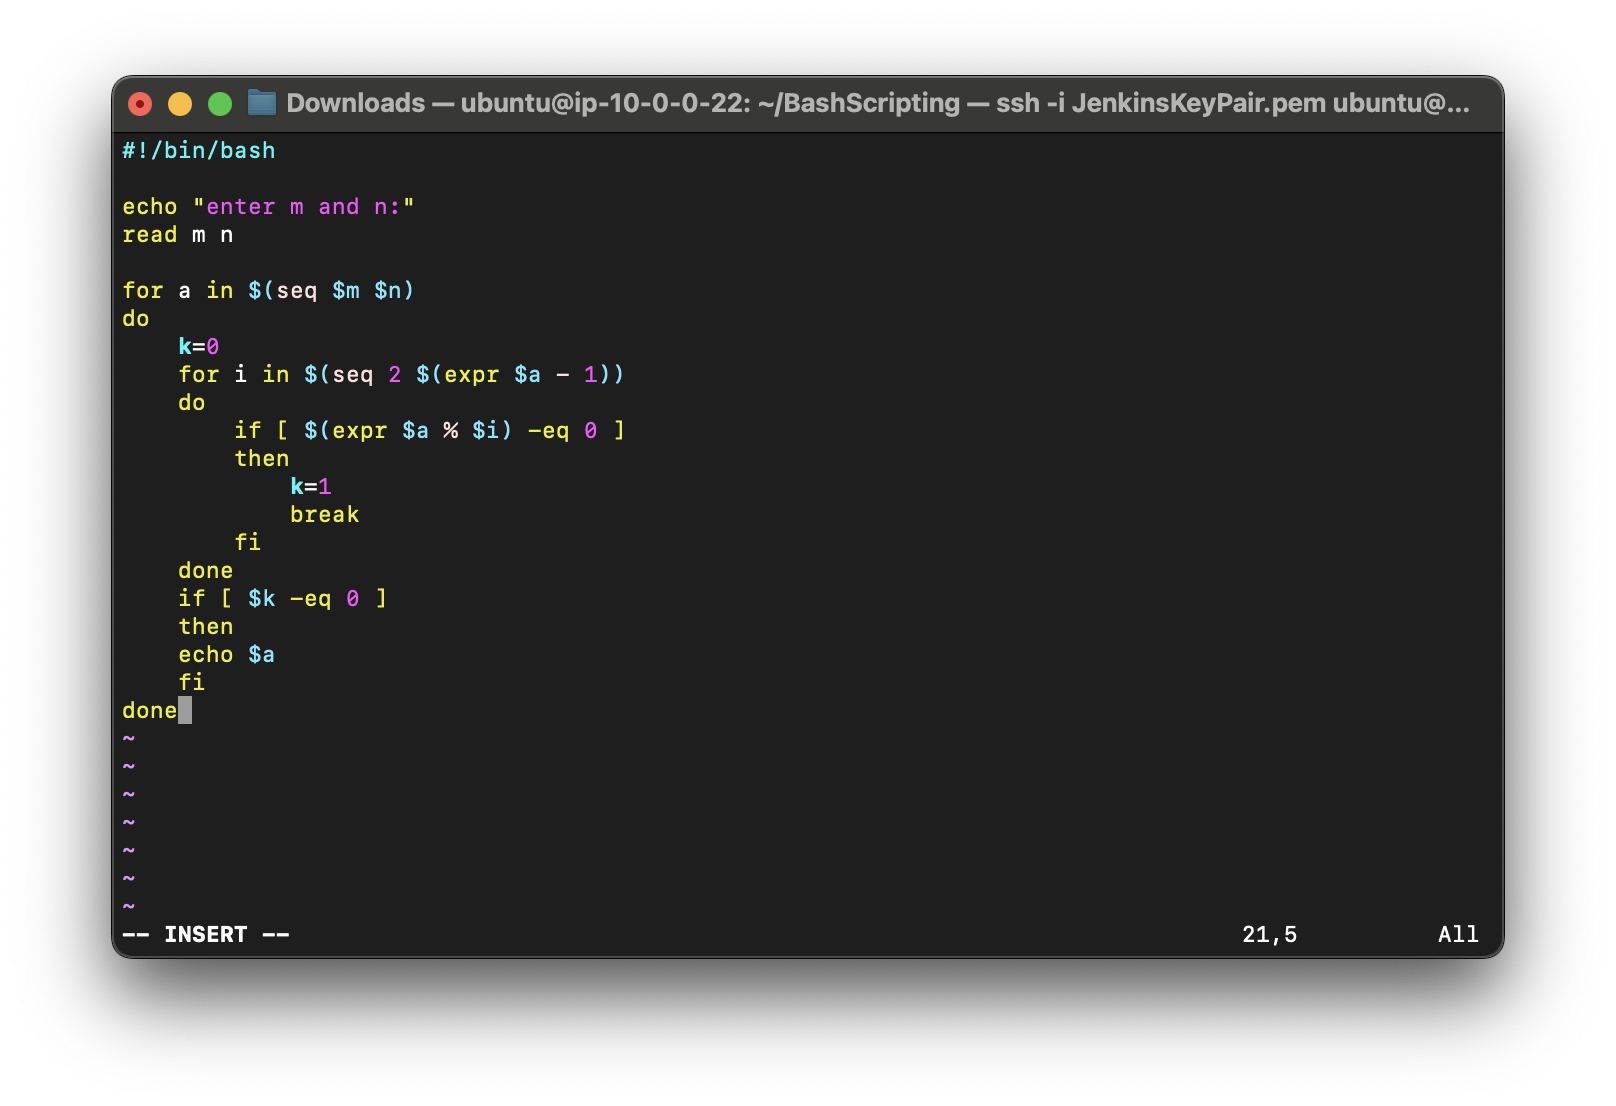 Downloads — ubuntu@ip-10-0-0-22: ~/BashScripting — ssh -i JenkinsKeyPair.pem ubuntu@...
#!/bin/bash

echo "enter m and n:"
read m n

for a in $(seq $m $n)
do
    k=0
    for i in $(seq 2 $(expr $a - 1))
    do
        if [ $(expr $a % $i) -eq 0 ]
        then
            k=1
            break
        fi
    done
    if [ $k -eq 0 ]
    then
    echo $a
    fi
done
~
~
~
~
~
~
~
-- INSERT -- 21,5 All